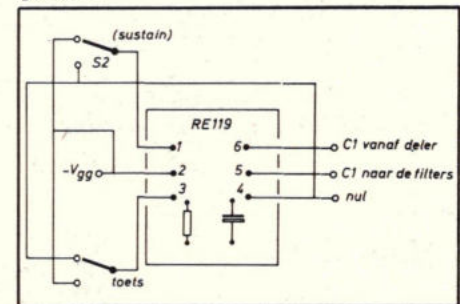 (sustain)
S2
RE119
1
6
C1 vanaf deler
-Vgg
2
5
C1 naar de filters
3
4
nul
toets